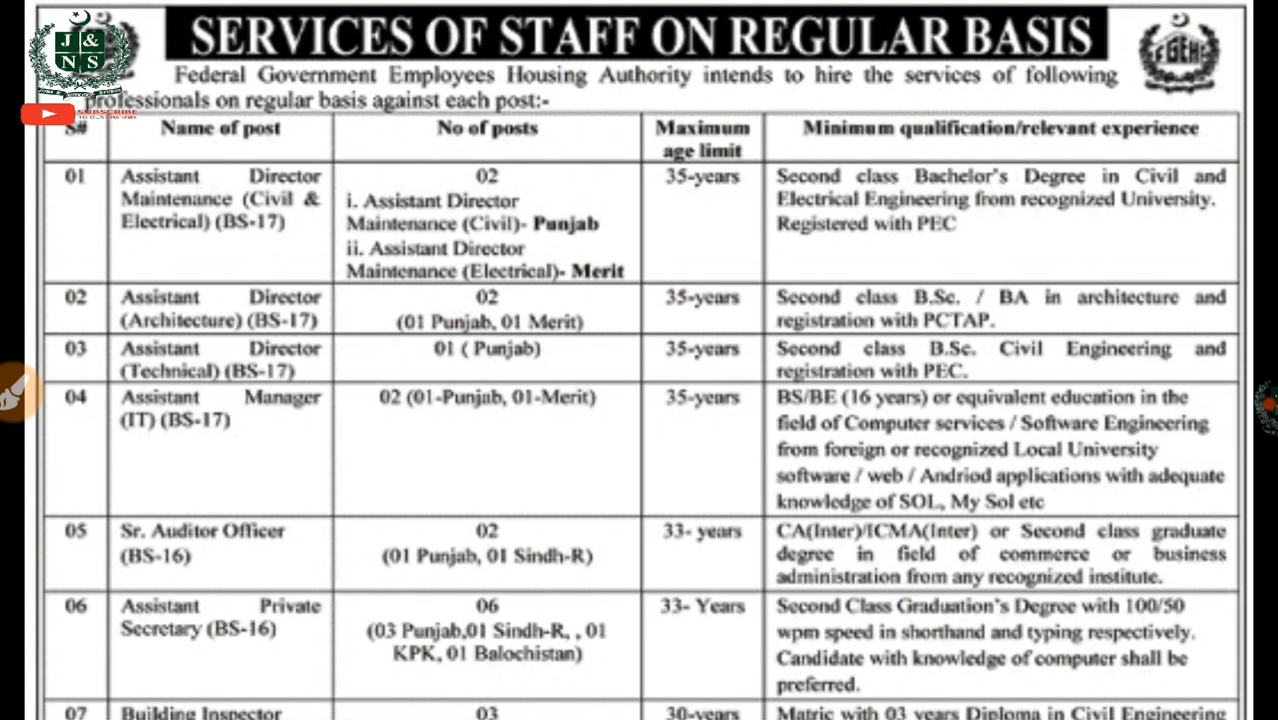 J & N S
SERVICES OF STAFF ON REGULAR BASIS
FGEHA
Federal Government Employees Housing Authority intends to hire the services of following
professionals on regular basis against each post:-
SUBSCRIBE
S# Name of post No of posts Maximum age limit Minimum qualification/relevant experience
01 Assistant Director
Maintenance (Civil &
Electrical) (BS-17)
02
i. Assistant Director
Maintenance (Civil)- Punjab
ii. Assistant Director
Maintenance (Electrical)- Merit
35-years
Second class Bachelor's Degree in Civil and
Electrical Engineering from recognized University.
Registered with PEC
02 Assistant Director
(Architecture) (BS-17)
02
(01 Punjab, 01 Merit)
35-years
Second class B.Sc. / BA in architecture and
registration with PCTAP.
03 Assistant Director
(Technical) (BS-17)
01 ( Punjab)
35-years
Second class B.Sc. Civil Engineering and
registration with PEC.
04 Assistant Manager
(IT) (BS-17)
02 (01-Punjab, 01-Merit)
35-years
BS/BE (16 years) or equivalent education in the
field of Computer services / Software Engineering
from foreign or recognized Local University
software / web / Andriod applications with adequate
knowledge of SOL, My Sol etc
05 Sr. Auditor Officer
(BS-16)
02
(01 Punjab, 01 Sindh-R)
33- years
CA(Inter)/ICMA(Inter) or Second class graduate
degree in field of commerce or business
administration from any recognized institute.
06 Assistant Private
Secretary (BS-16)
06
(03 Punjab,01 Sindh-R, , 01
KPK, 01 Balochistan)
33- Years
Second Class Graduation's Degree with 100/50
wpm speed in shorthand and typing respectively.
Candidate with knowledge of computer shall be
preferred.
07 Building Inspector
03
30-years
Matric with 03 years Diploma in Civil Engineering